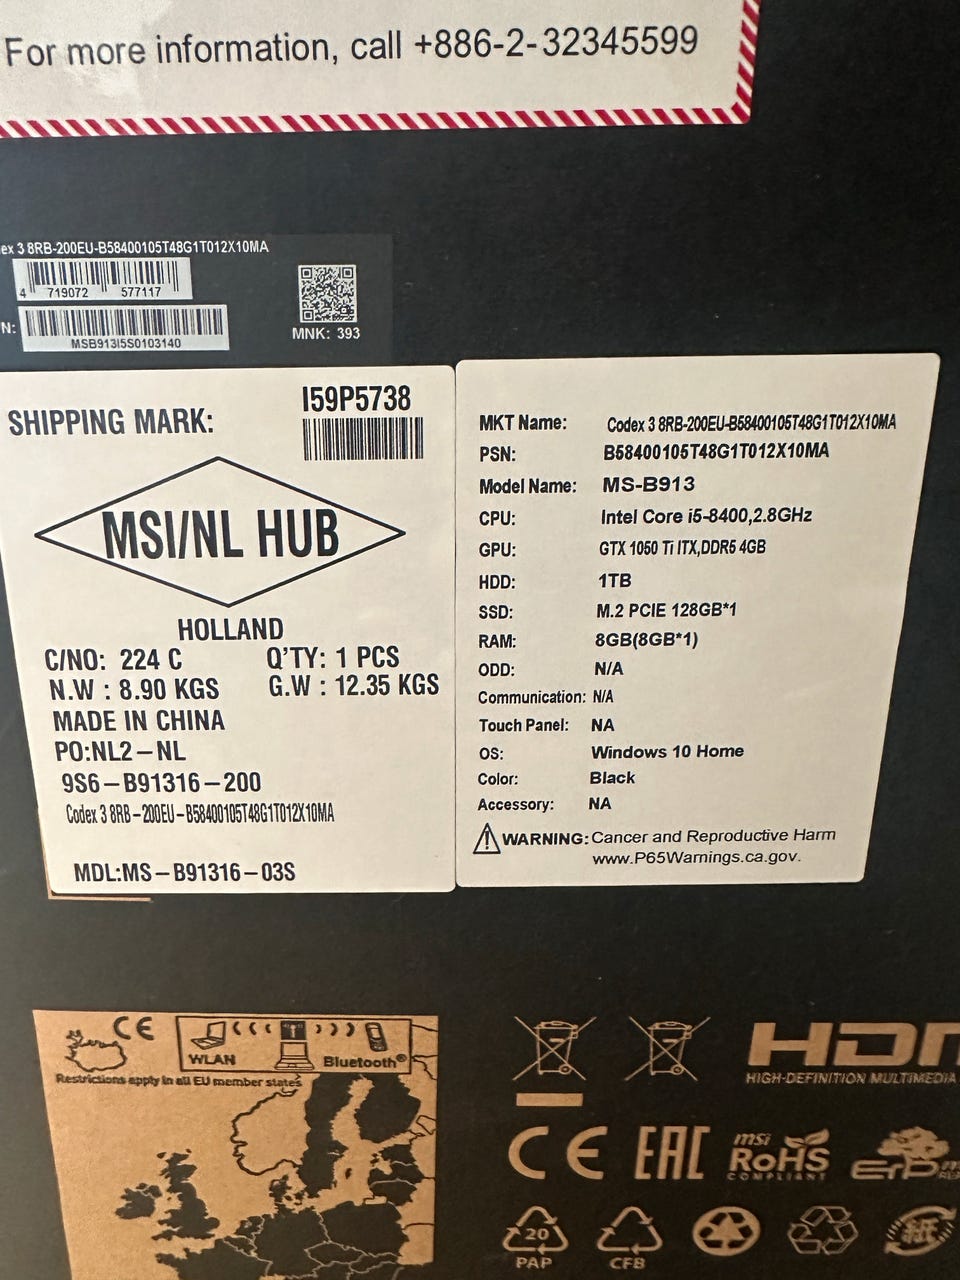 For more information, call +886-2-32345599
ex 3 8RB-200EU-B58400105T48G1T012X10MA
4 719072 577117
N:
MSB913I5S0103140
MNK: 393
SHIPPING MARK:
I59P5738
MSI/NL HUB
HOLLAND
C/NO: 224 C Q'TY: 1 PCS
N.W : 8.90 KGS G.W : 12.35 KGS
MADE IN CHINA
PO:NL2-NL
9S6-B91316-200
Codex 3 8RB-200EU-B58400105T48G1T012X10MA
MDL:MS-B91316-03S
MKT Name: Codex 3 8RB-200EU-B58400105T48G1T012X10MA
PSN: B58400105T48G1T012X10MA
Model Name: MS-B913
CPU: Intel Core i5-8400,2.8GHz
GPU: GTX 1050 Ti ITX,DDR5 4GB
HDD: 1TB
SSD: M.2 PCIE 128GB*1
RAM: 8GB(8GB*1)
ODD: N/A
Communication: N/A
Touch Panel: NA
OS: Windows 10 Home
Color: Black
Accessory: NA
WARNING: Cancer and Reproductive Harm
www.P65Warnings.ca.gov.
CE
WLAN Bluetooth®
Restrictions apply in all EU member states
HDM
HIGH-DEFINITION MULTIMEDIA
CE EAC
msi
RoHS
COMPLIANT
ErP
20
PAP
CFB
紙